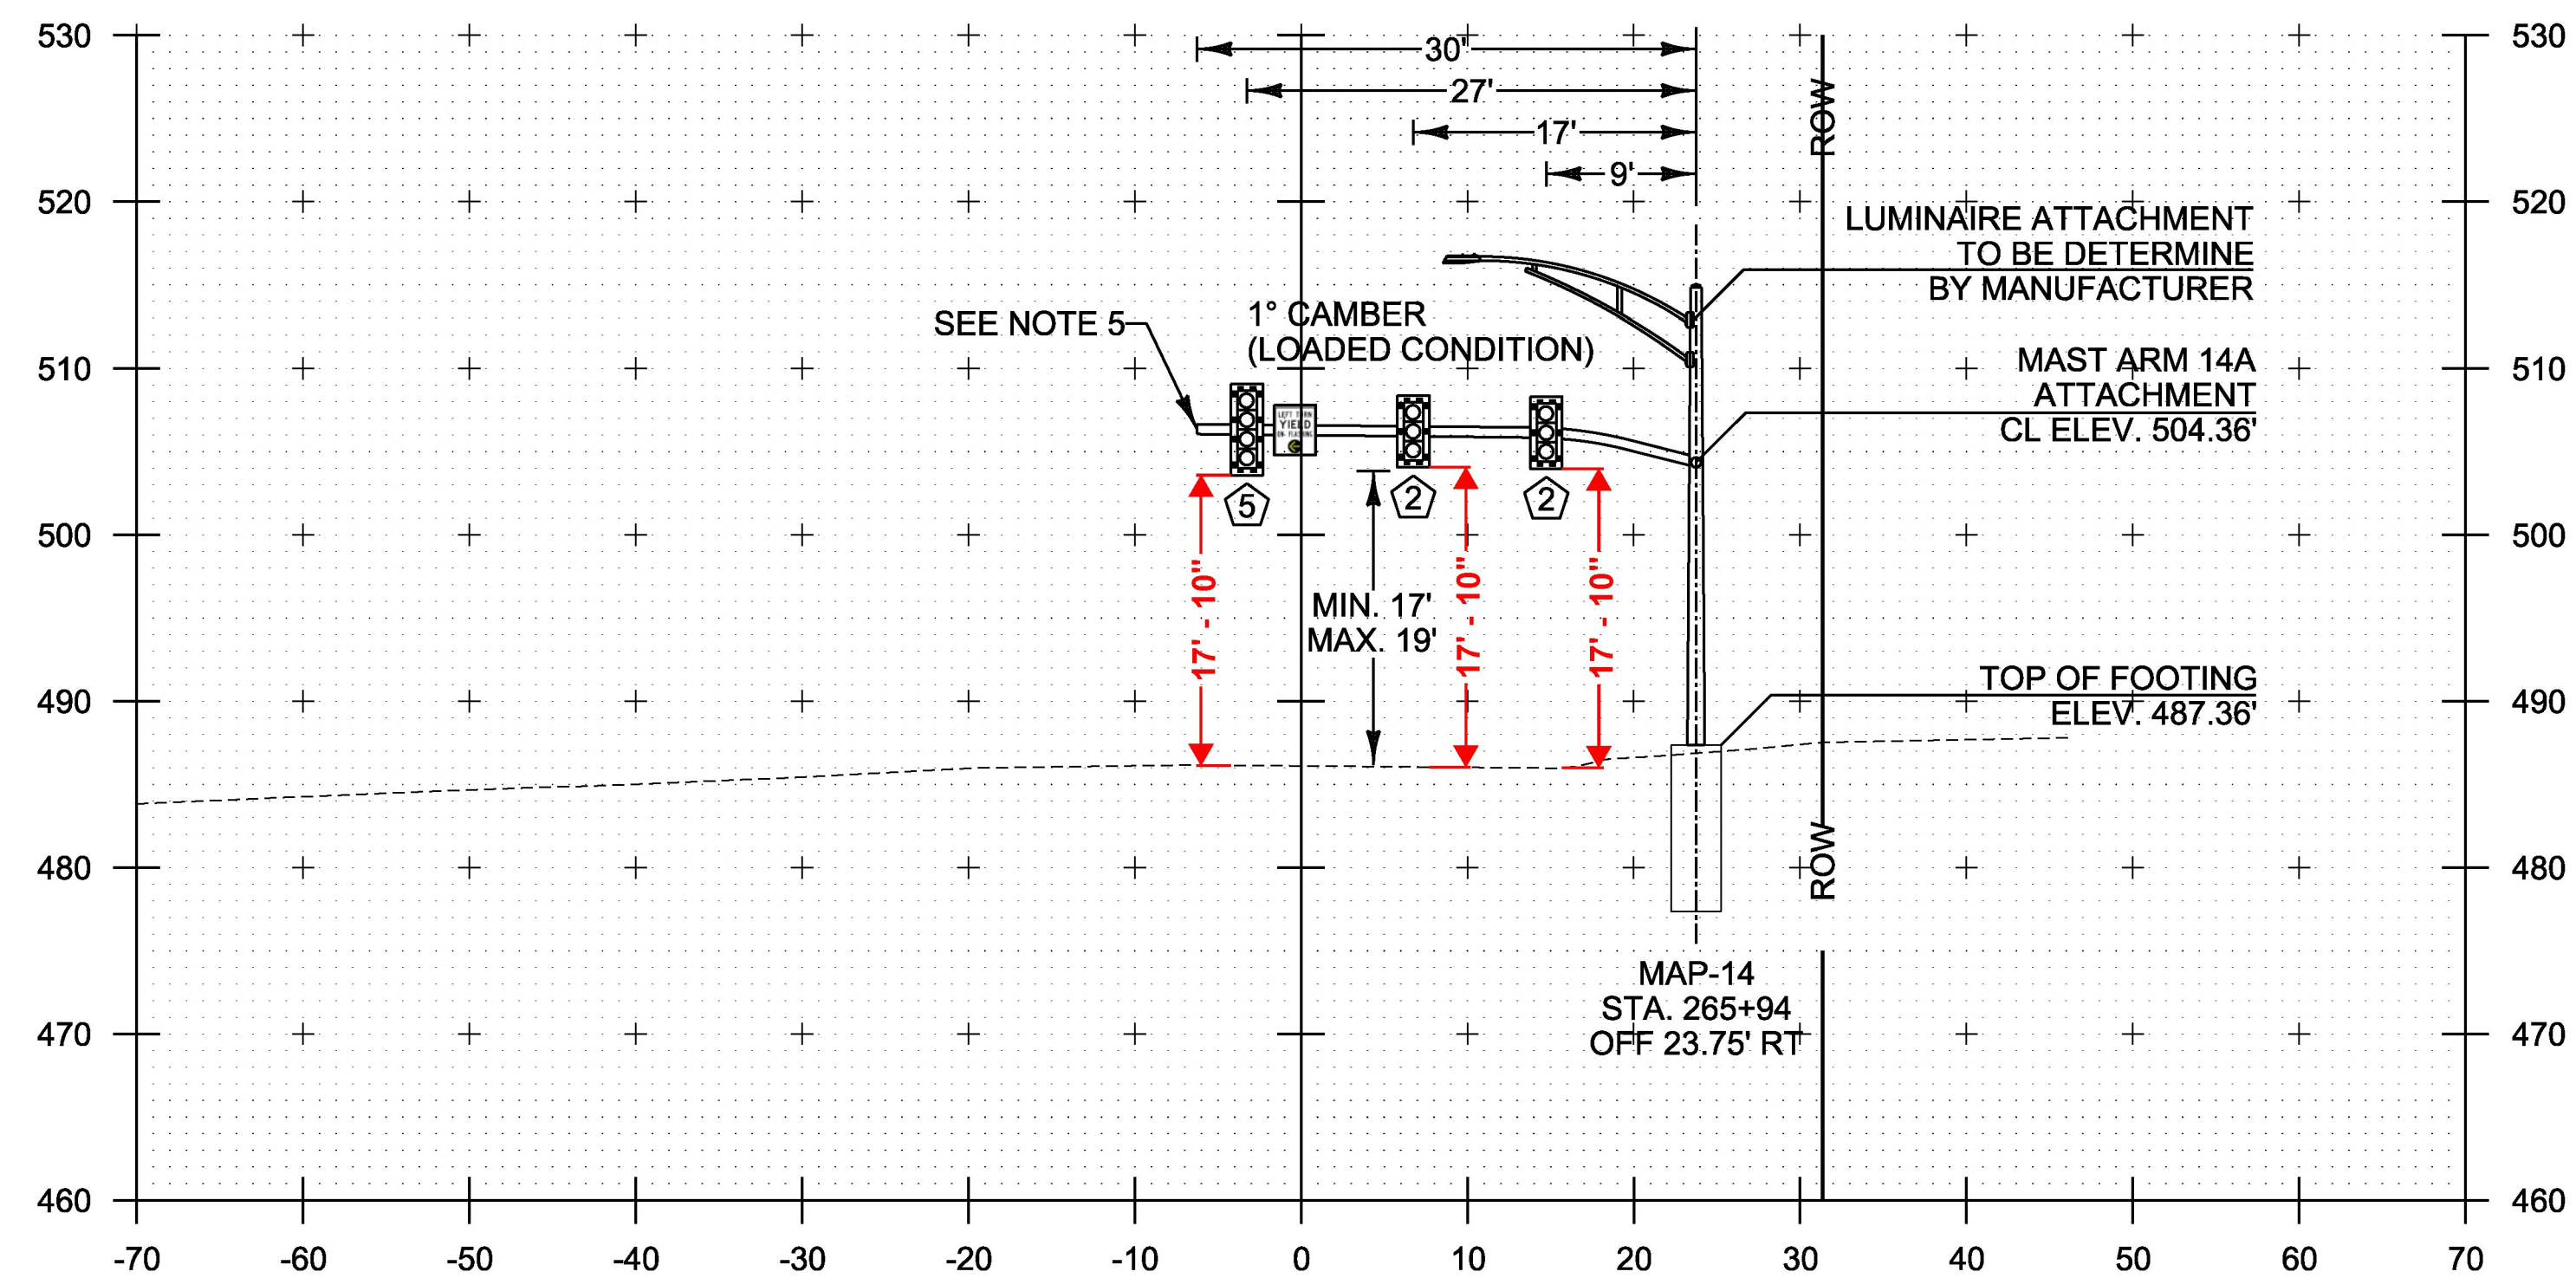 530
520
510
500
490
480
470
460
530
520
510
500
490
480
470
460
30'
27'
17'
9'
ROW
LUMINAIRE ATTACHMENT
TO BE DETERMINE
BY MANUFACTURER
SEE NOTE 5
1° CAMBER
(LOADED CONDITION)
MAST ARM 14A
ATTACHMENT
CL ELEV. 504.36'
LEFT TURN
YIELD
ON FLASHING
5
2
2
17' - 10"
MIN. 17'
MAX. 19'
17' - 10"
17' - 10"
TOP OF FOOTING
ELEV. 487.36'
ROW
MAP-14
STA. 265+94
OFF 23.75' RT
-70 -60 -50 -40 -30 -20 -10 0 10 20 30 40 50 60 70